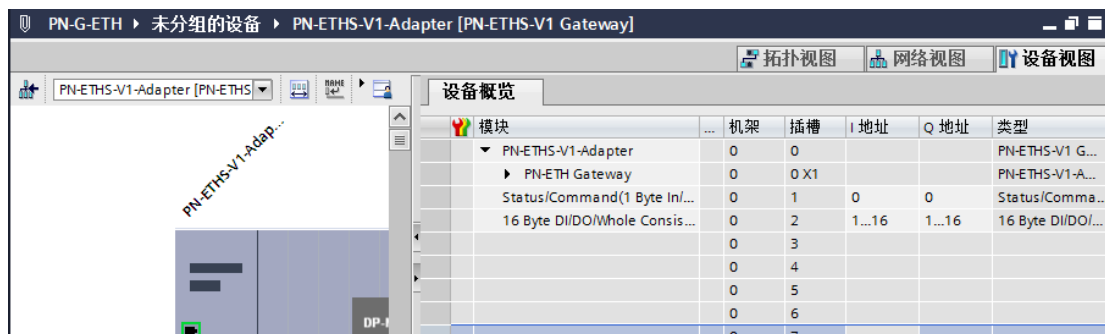 PN-G-ETH ▸ 未分组的设备 ▸ PN-ETHS-V1-Adapter [PN-ETHS-V1 Gateway]
拓扑视图 网络视图 设备视图
PN-ETHS-V1-Adapter [PN-ETHS
设备概览
模块 ... 机架 插槽 I 地址 Q 地址 类型
PN-ETHS-V1-Adapter 0 0 PN-ETHS-V1 G...
PN-ETH Gateway 0 0 X1 PN-ETHS-V1-A...
Status/Command(1 Byte In/... 0 1 0 0 Status/Comma...
16 Byte DI/DO/Whole Consis... 0 2 1...16 1...16 16 Byte DI/DO/...
0 3
0 4
0 5
0 6
PN-ETHS-V1-Adap...